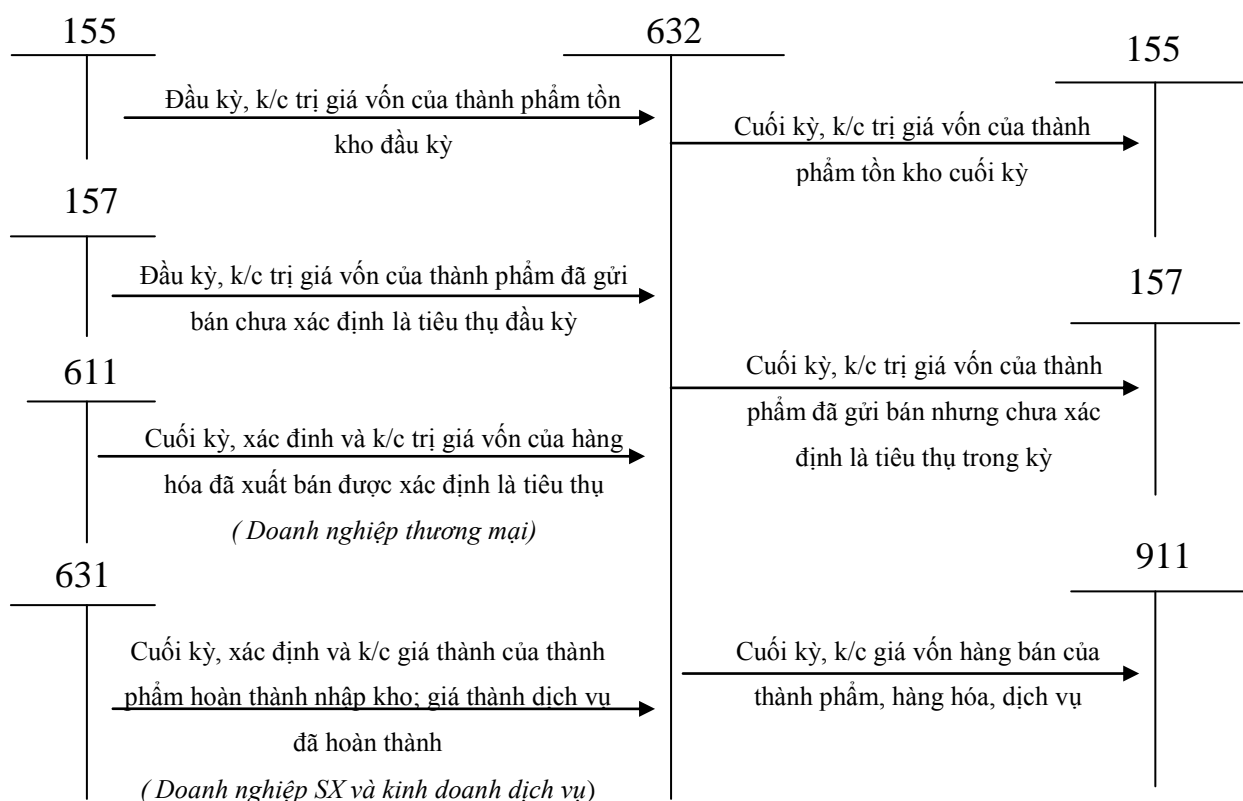 155
632
155
Đầu kỳ, k/c trị giá vốn của thành phẩm tồn
kho đầu kỳ
Cuối kỳ, k/c trị giá vốn của thành
phẩm tồn kho cuối kỳ
157
157
Đầu kỳ, k/c trị giá vốn của thành phẩm đã gửi
bán chưa xác định là tiêu thụ đầu kỳ
Cuối kỳ, k/c trị giá vốn của thành
phẩm đã gửi bán nhưng chưa xác
định là tiêu thụ trong kỳ
611
Cuối kỳ, xác đinh và k/c trị giá vốn của hàng
hóa đã xuất bán được xác định là tiêu thụ
( Doanh nghiệp thương mại)
631
911
Cuối kỳ, xác định và k/c giá thành của thành
phẩm hoàn thành nhập kho; giá thành dịch vụ
đã hoàn thành
( Doanh nghiệp SX và kinh doanh dịch vụ)
Cuối kỳ, k/c giá vốn hàng bán của
thành phẩm, hàng hóa, dịch vụ